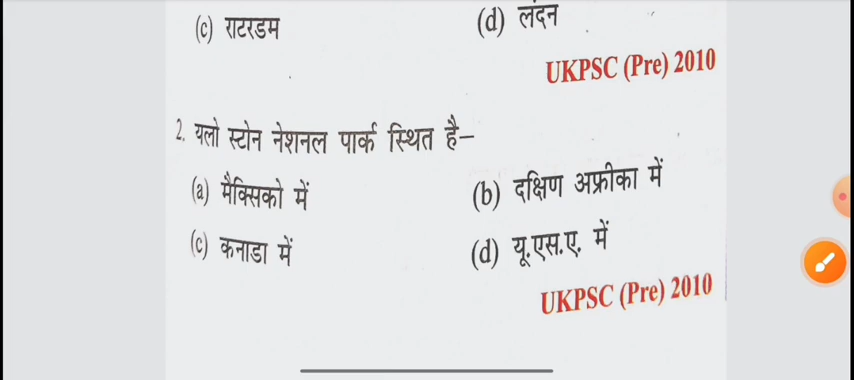 (c) राटरडम (d) लंदन
UKPSC (Pre) 2010
2. यलो स्टोन नेशनल पार्क स्थित है–
(a) मैक्सिको में (b) दक्षिण अफ्रीका में
(c) कनाडा में (d) यू.एस.ए. में
UKPSC (Pre) 2010